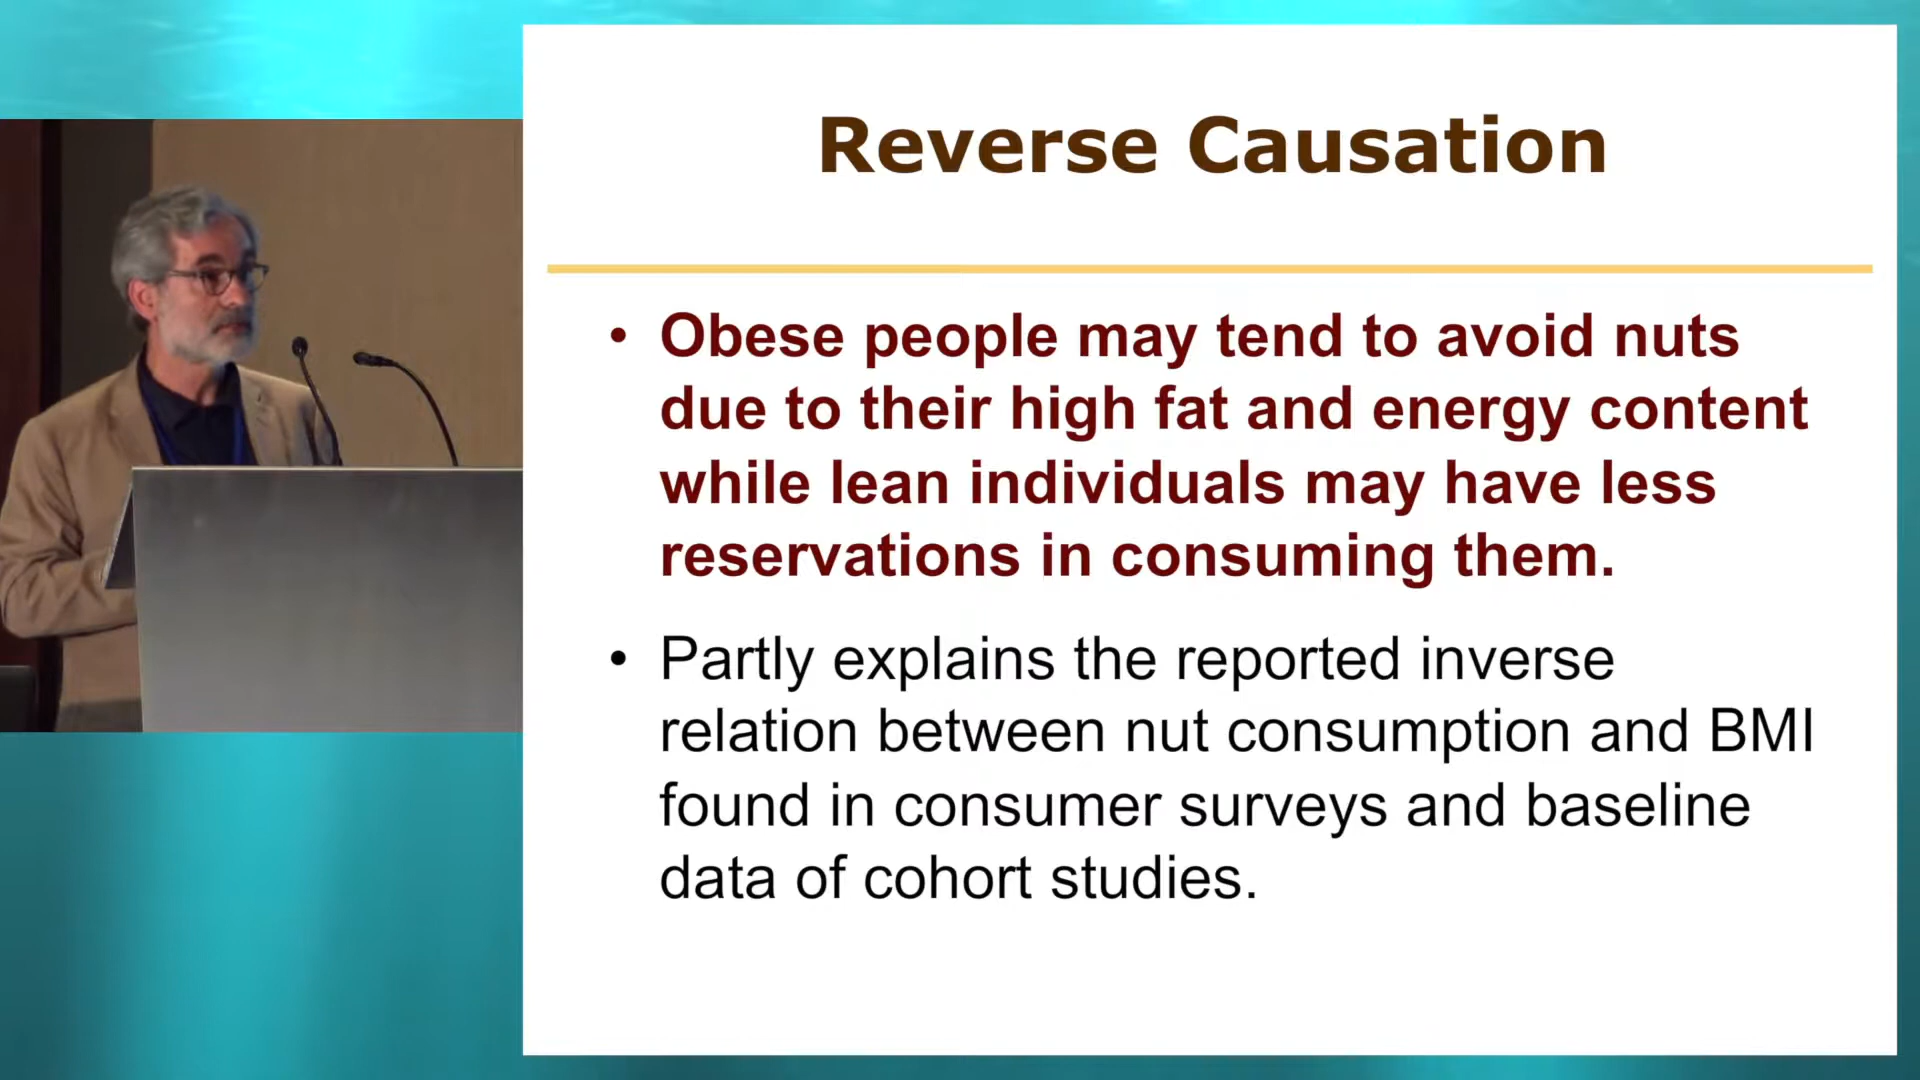 Reverse Causation
• Obese people may tend to avoid nuts
due to their high fat and energy content
while lean individuals may have less
reservations in consuming them.
• Partly explains the reported inverse
relation between nut consumption and BMI
found in consumer surveys and baseline
data of cohort studies.